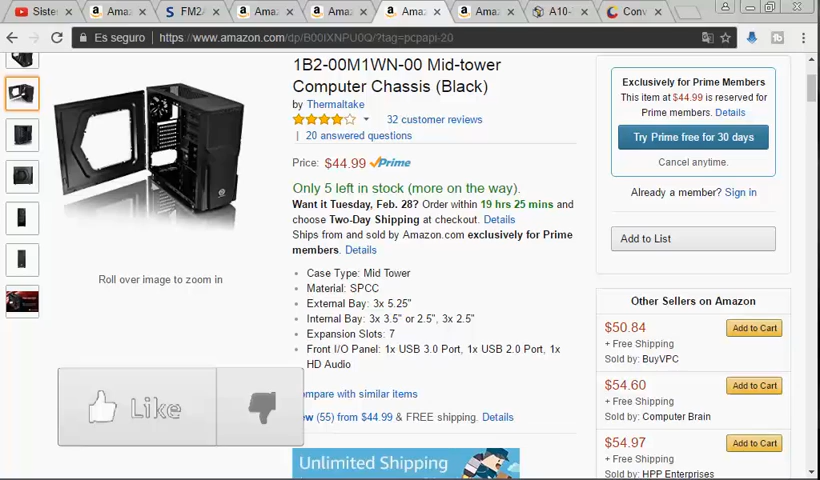 Siste
Ama
FM2
Ama
Ama
Ama
Ama
A10-
Conv
Es seguro
https://www.amazon.com/dp/B00IXNPU0Q/?tag=pcpapi-20
1B2-00M1WN-00 Mid-tower
Computer Chassis (Black)
by Thermaltake
32 customer reviews
| 20 answered questions
Price: $44.99 Prime
Only 5 left in stock (more on the way).
Want it Tuesday, Feb. 28? Order within 19 hrs 25 mins and
choose Two-Day Shipping at checkout. Details
Ships from and sold by Amazon.com exclusively for Prime
members. Details
Case Type: Mid Tower
Material: SPCC
External Bay: 3x 5.25"
Internal Bay: 3x 3.5" or 2.5", 3x 2.5"
Expansion Slots: 7
Front I/O Panel: 1x USB 3.0 Port, 1x USB 2.0 Port, 1x
HD Audio
ompare with similar items
ew (55) from $44.99 & FREE shipping. Details
Unlimited Shipping
Roll over image to zoom in
Like
Exclusively for Prime Members
This item at $44.99 is reserved for
Prime members. Details
Try Prime free for 30 days
Cancel anytime.
Already a member? Sign in
Add to List
Other Sellers on Amazon
$50.84
Add to Cart
+ Free Shipping
Sold by: BuyVPC
$54.60
Add to Cart
+ Free Shipping
Sold by: Computer Brain
$54.97
Add to Cart
+ Free Shipping
Sold by: HPP Enterprises